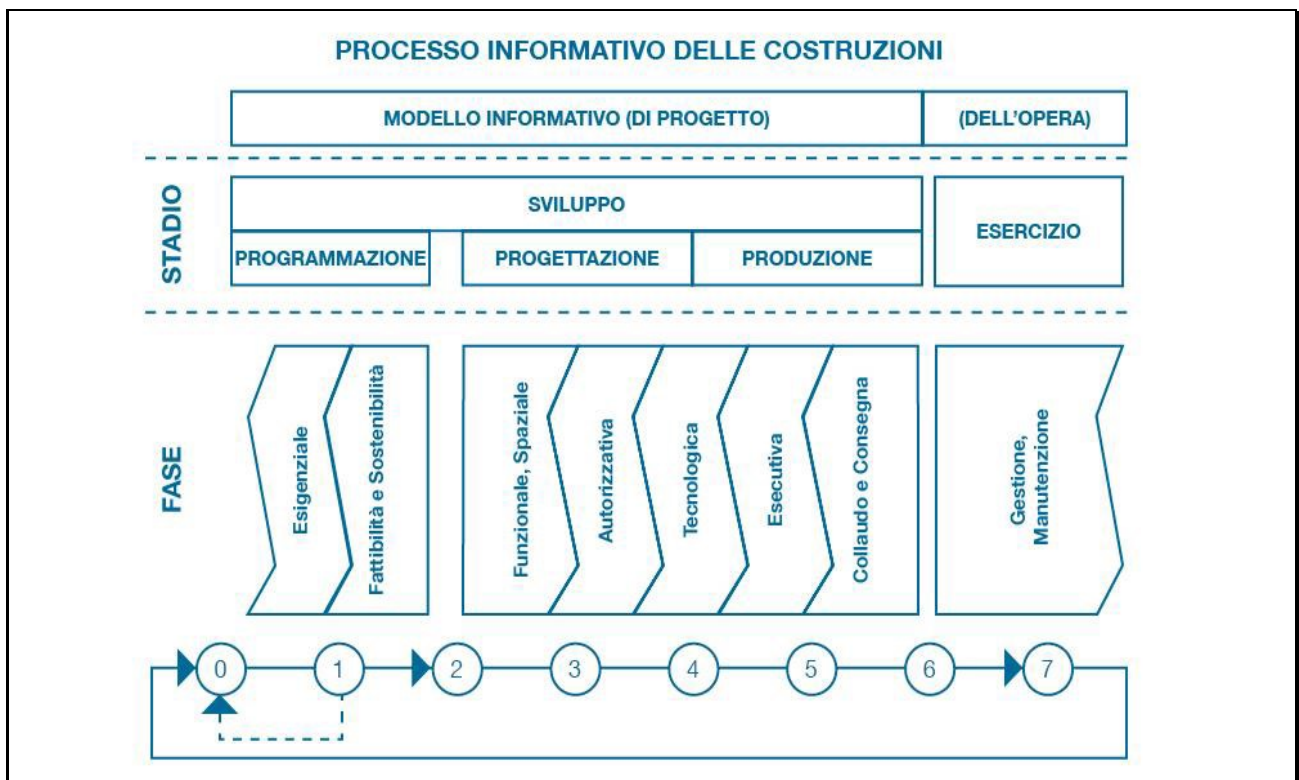 PROCESSO INFORMATIVO DELLE COSTRUZIONI
MODELLO INFORMATIVO (DI PROGETTO)
(DELL'OPERA)
STADIO
SVILUPPO
ESERCIZIO
PROGRAMMAZIONE
PROGETTAZIONE
PRODUZIONE
FASE
Esigenziale
Fattibilità e Sostenibilità
Funzionale, Spaziale
Autorizzativa
Tecnologica
Esecutiva
Collaudo e Consegna
Gestione,
Manutenzione
0
1
2
3
4
5
6
7